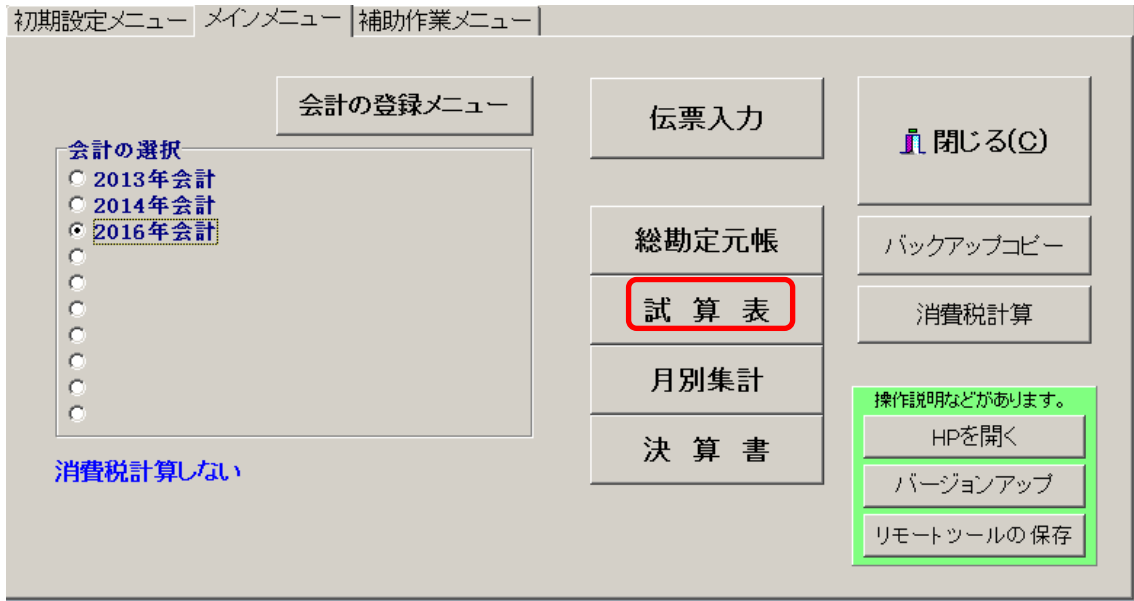 初期設定メニュー メインメニュー 補助作業メニュー
会計の登録メニュー
会計の選択
2013年会計
2014年会計
2016年会計
消費税計算しない
伝票入力
総勘定元帳
試 算 表
月別集計
決 算 書
閉じる(C)
バックアップコピー
消費税計算
操作説明などがあります。
HPを開く
バージョンアップ
リモートツールの保存